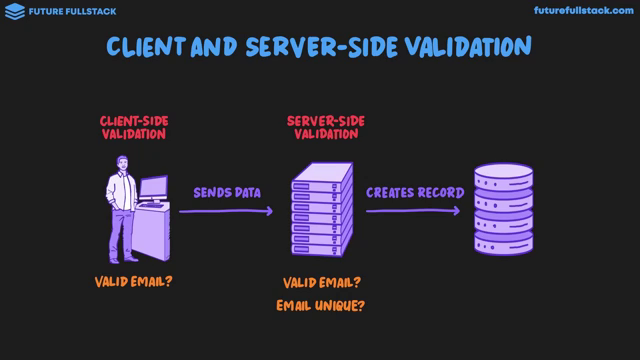 FUTURE FULLSTACK
futurefullstack.com
CLIENT AND SERVER-SIDE VALIDATION
CLIENT-SIDE
VALIDATION
SERVER-SIDE
VALIDATION
SENDS DATA
CREATES RECORD
VALID EMAIL?
VALID EMAIL?
EMAIL UNIQUE?